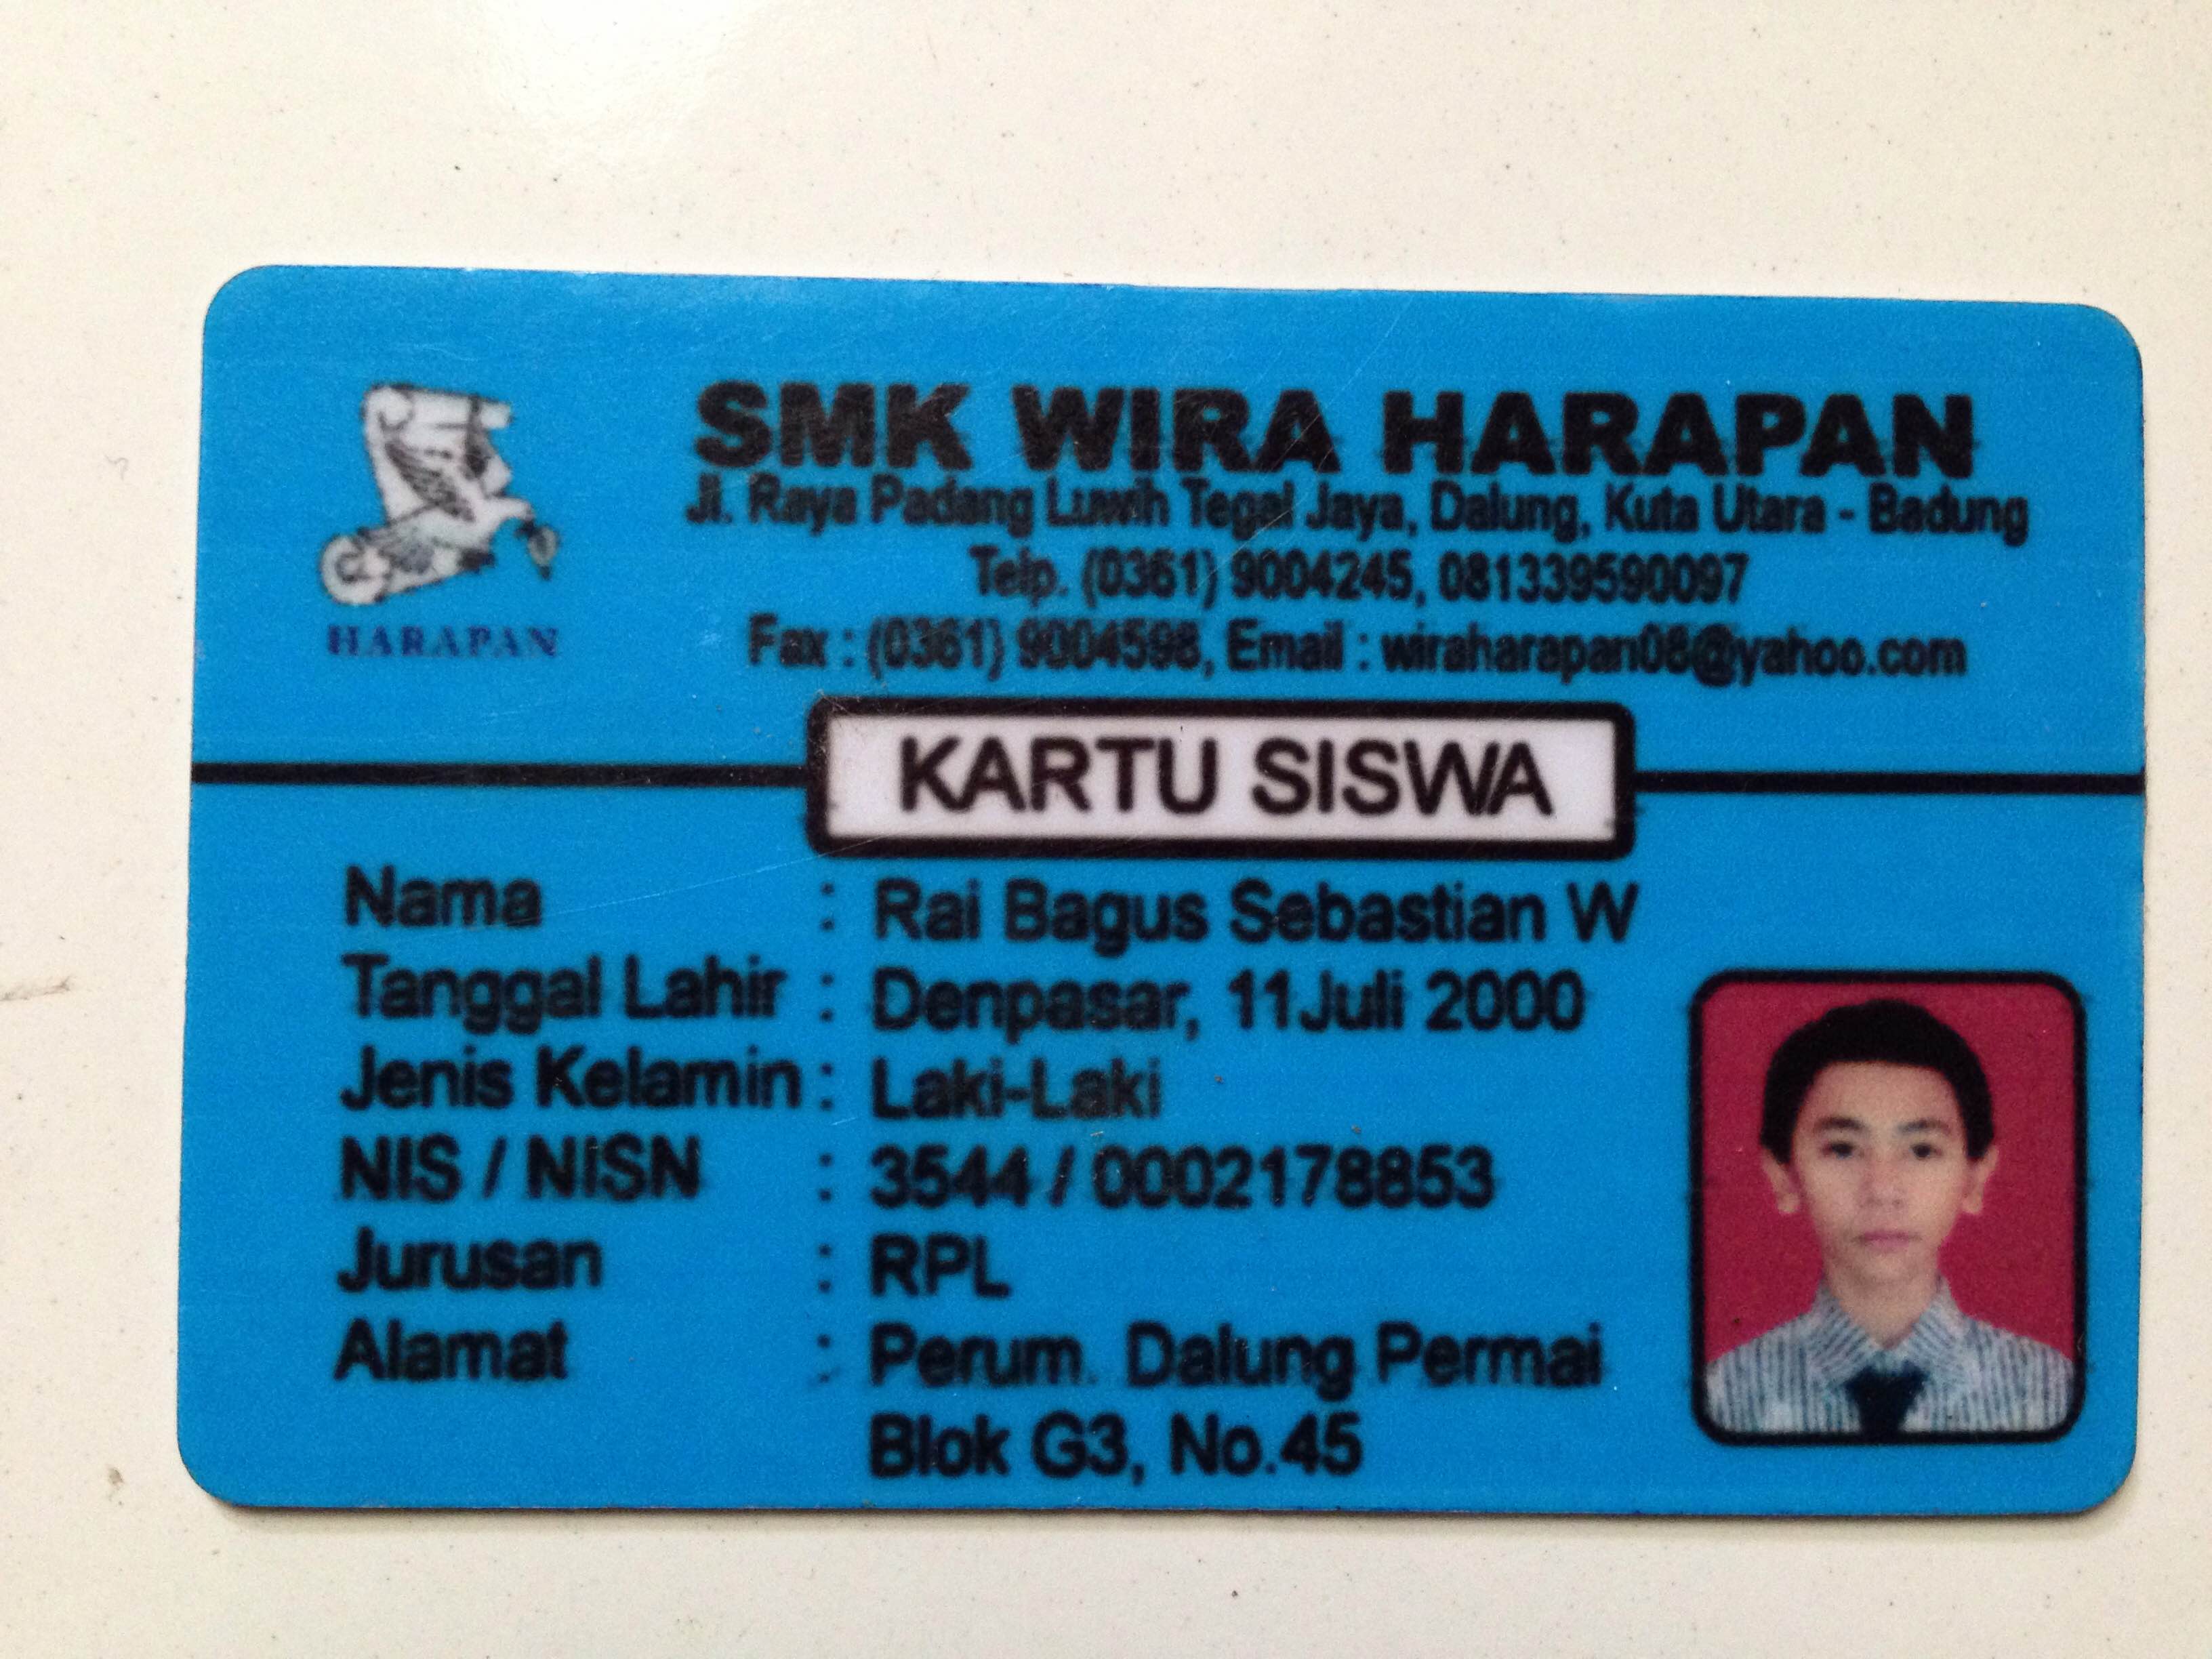 HARAPAN
SMK WIRA HARAPAN
Jl. Raya Padang Luwih Tegal Jaya, Dalung, Kuta Utara - Badung
Telp. (0361) 9004245, 081339590097
Fax : (0361) 9004598, Email : wiraharapan08@yahoo.com
KARTU SISWA
Nama : Rai Bagus Sebastian W
Tanggal Lahir : Denpasar, 11 Juli 2000
Jenis Kelamin : Laki-Laki
NIS / NISN : 3544 / 0002178853
Jurusan : RPL
Alamat : Perum. Dalung Permai
Blok G3, No.45